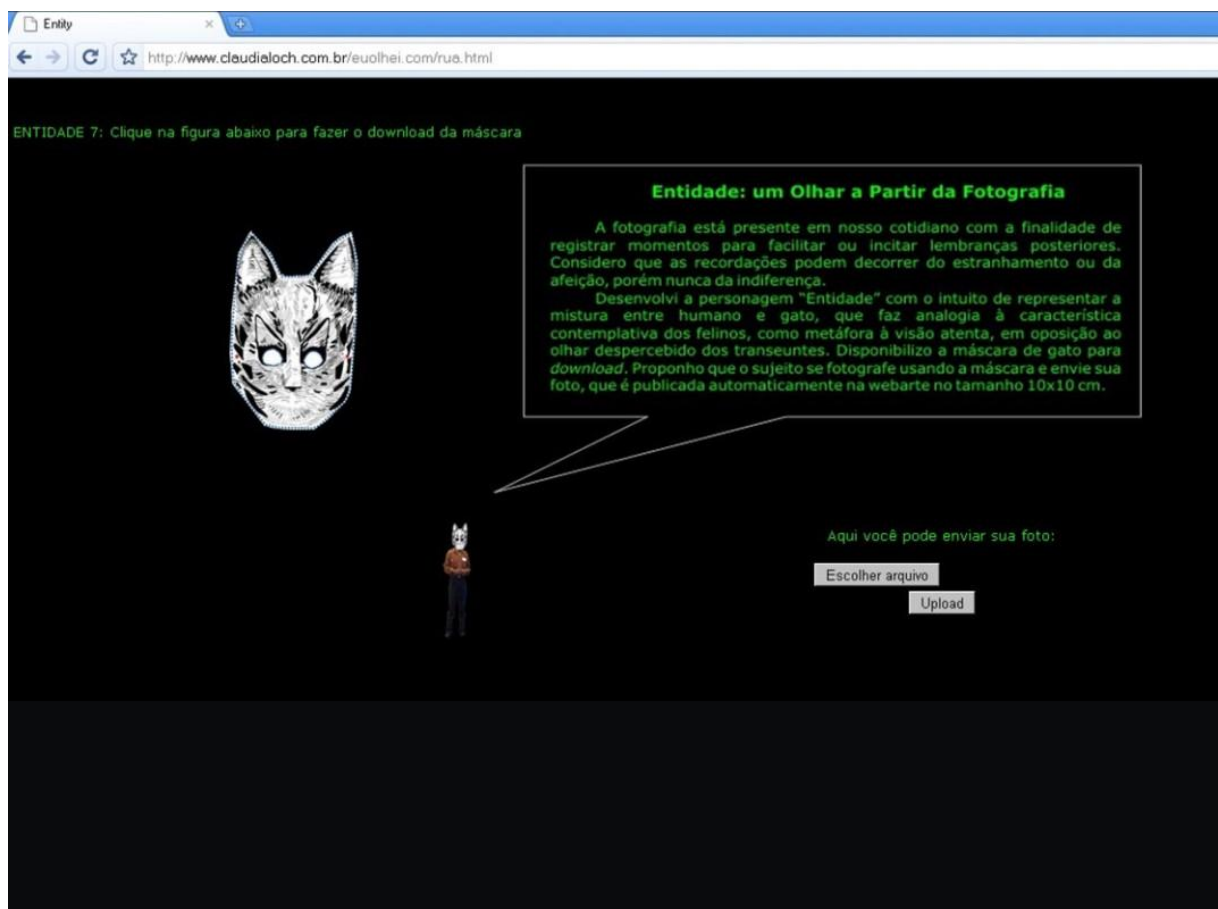 Entity
http://www.claudialoch.com.br/euolhei.com/rua.html
ENTIDADE 7: Clique na figura abaixo para fazer o download da máscara
Entidade: um Olhar a Partir da Fotografia
A fotografia está presente em nosso cotidiano com a finalidade de
registrar momentos para facilitar ou incitar lembranças posteriores.
Considero que as recordações podem decorrer do estranhamento ou da
afeição, porém nunca da indiferença.
Desenvolvi a personagem “Entidade” com o intuito de representar a
mistura entre humano e gato, que faz analogia à característica
contemplativa dos felinos, como metáfora à visão atenta, em oposição ao
olhar despercebido dos transeuntes. Disponibilizo a máscara de gato para
download. Proponho que o sujeito se fotografe usando a máscara e envie sua
foto, que é publicada automaticamente na webarte no tamanho 10x10 cm.
Aqui você pode enviar sua foto:
Escolher arquivo
Upload